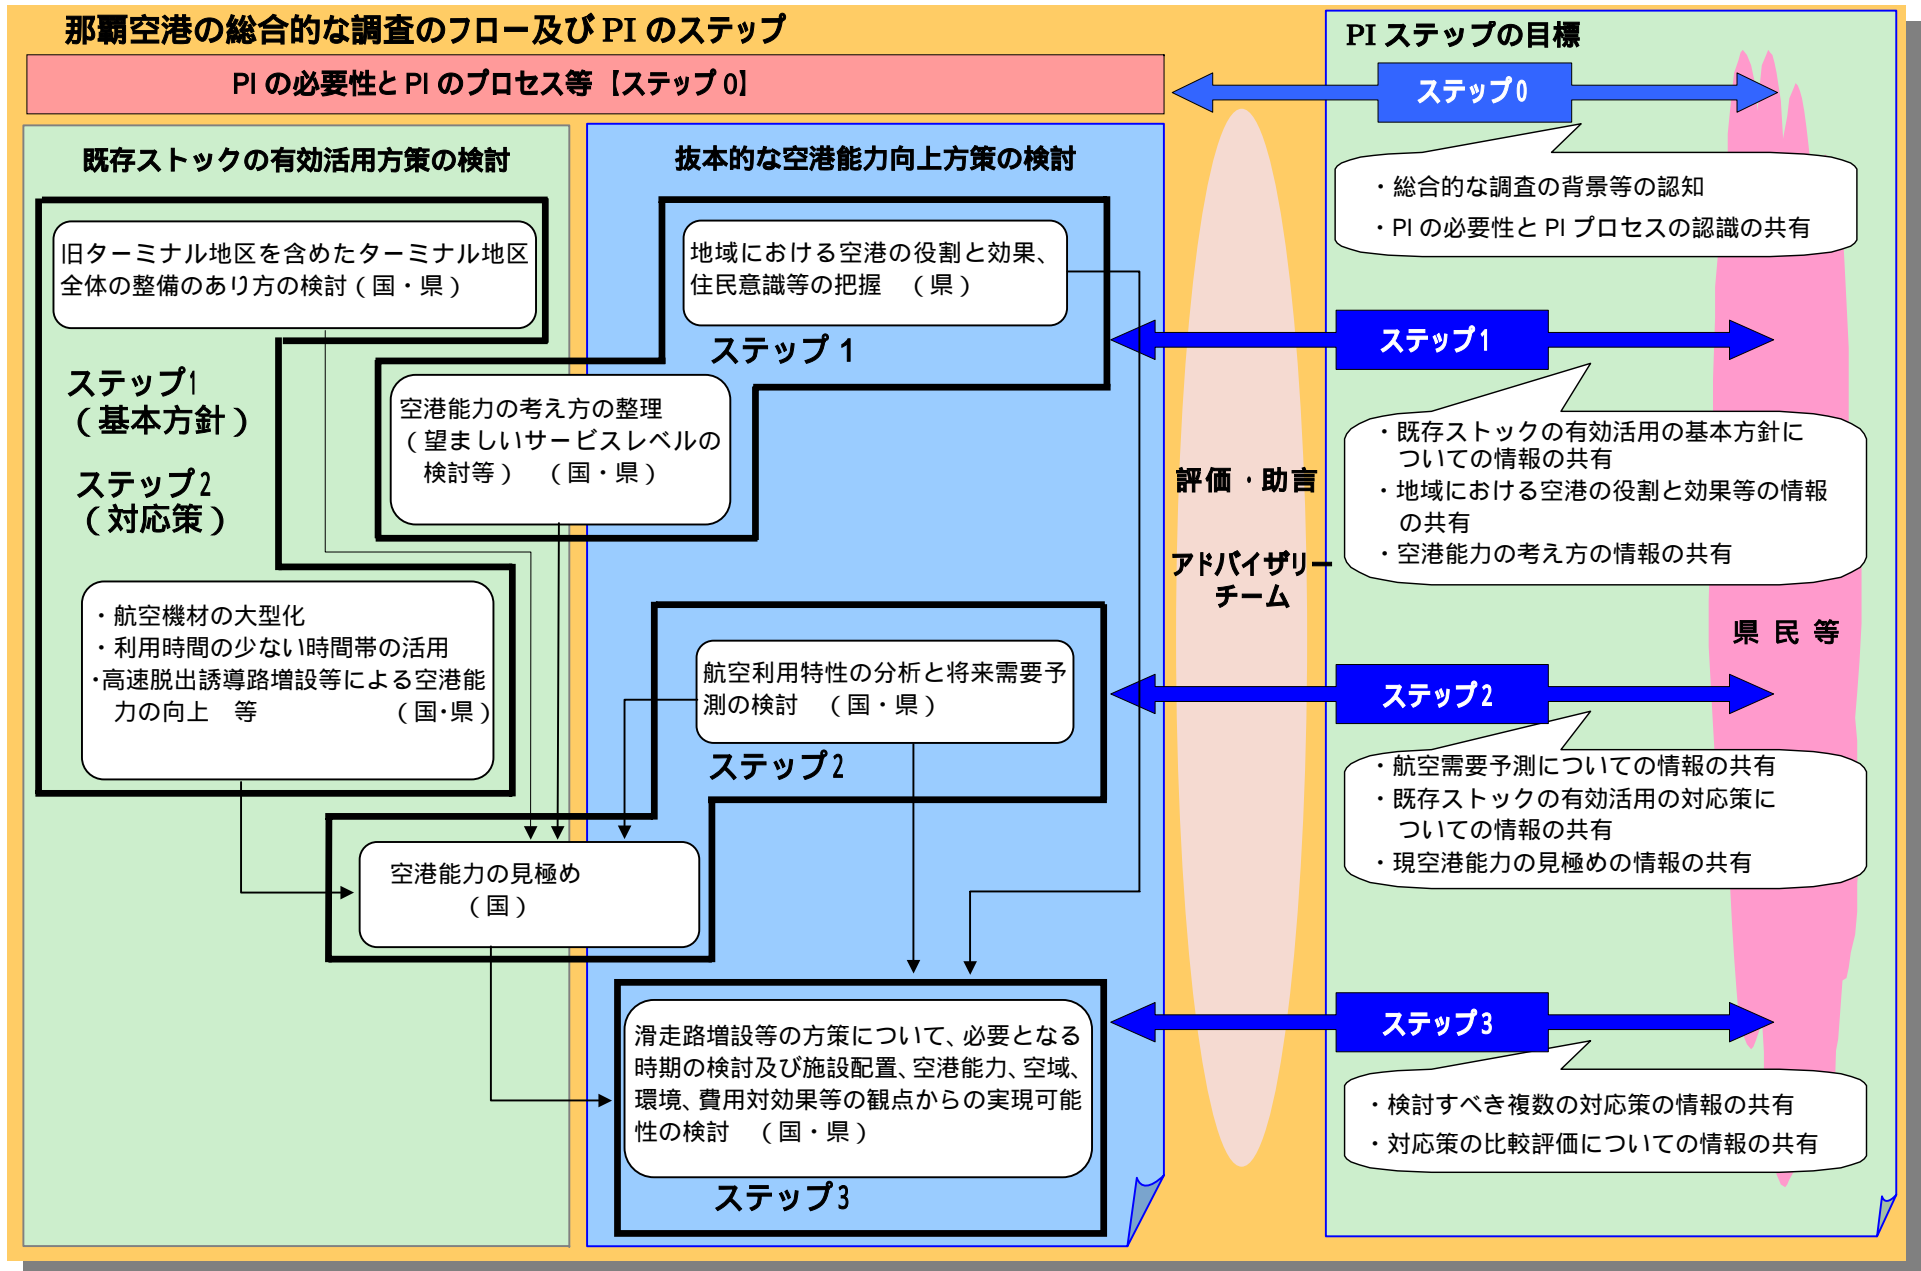 那覇空港の総合的な調査のフロー及び PI のステップ
PI の必要性と PI のプロセス等【ステップ 0】
既存ストックの有効活用方策の検討
旧ターミナル地区を含めたターミナル地区
全体の整備のあり方の検討（国・県）
ステップ1
（基本方針）
ステップ2
（対応策）
・航空機材の大型化
・利用時間の少ない時間帯の活用
・高速脱出誘導路増設等による空港能
力の向上　等　（国・県）
抜本的な空港能力向上方策の検討
地域における空港の役割と効果、
住民意識等の把握　（県）
ステップ 1
空港能力の考え方の整理
（望ましいサービスレベルの
検討等）　（国・県）
航空利用特性の分析と将来需要予
測の検討　（国・県）
ステップ2
空港能力の見極め
（国）
滑走路増設等の方策について、必要となる
時期の検討及び施設配置、空港能力、空域、
環境、費用対効果等の観点からの実現可能
性の検討　（国・県）
ステップ3
評価・助言
アドバイザリー
チーム
PI ステップの目標
ステップ0
・総合的な調査の背景等の認知
・PI の必要性と PI プロセスの認識の共有
ステップ1
・既存ストックの有効活用の基本方針に
ついての情報の共有
・地域における空港の役割と効果等の情報
の共有
・空港能力の考え方の情報の共有
県 民 等
ステップ2
・航空需要予測についての情報の共有
・既存ストックの有効活用の対応策に
ついての情報の共有
・現空港能力の見極めの情報の共有
ステップ3
・検討すべき複数の対応策の情報の共有
・対応策の比較評価についての情報の共有